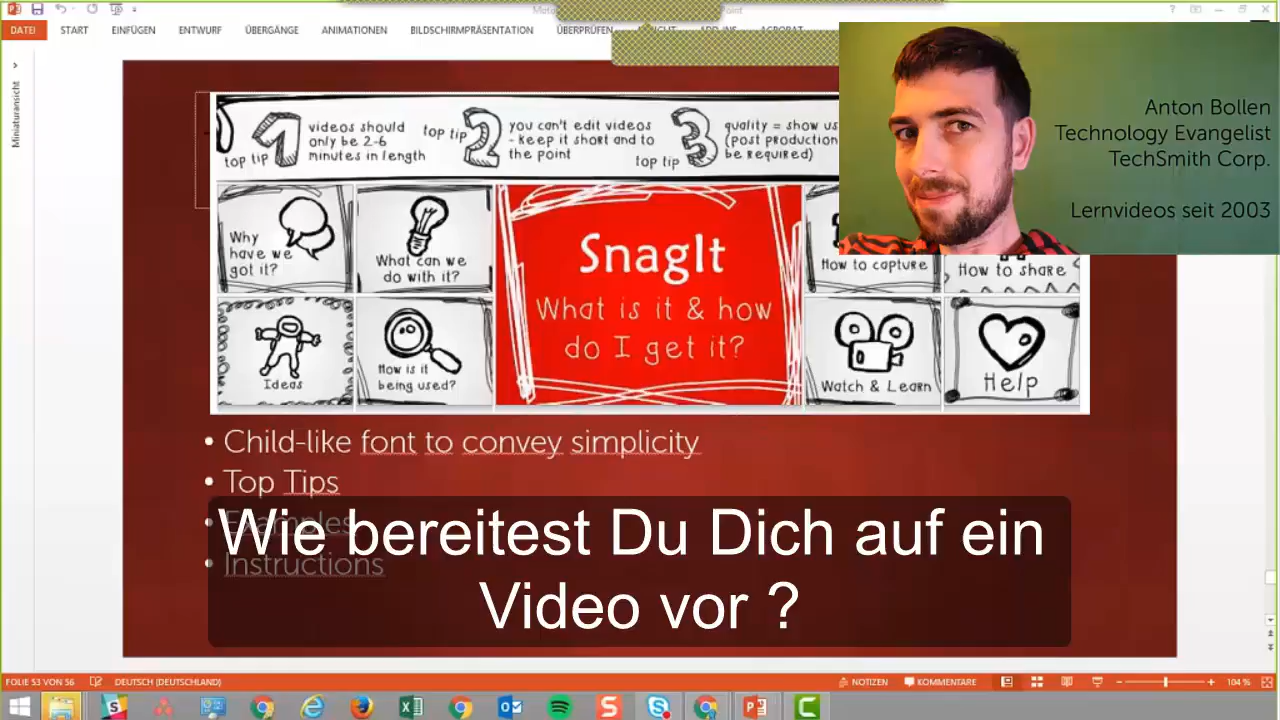 DATEI START EINFÜGEN ENTWURF ÜBERGÄNGE ANIMATIONEN BILDSCHIRMPRÄSENTATION ÜBERPRÜFEN
Miniaturansicht
top tip 1 videos should
only be 2-6
minutes in length
top tip 2 you can't edit videos
- keep it short and to
the point
top tip 3 quality = show us
(post production
be required)
Anton Bollen
Technology Evangelist
TechSmith Corp.
Lernvideos seit 2003
Why
have we
got it?
What can we
do with it?
SnagIt
What is it & how
do I get it?
How to capture
How to share
Ideas
How is it
being used?
Watch & Learn
Help
• Child-like font to convey simplicity
• Top Tips
• Examples
• Instructions
Wie bereitest Du Dich auf ein
Video vor ?
FOLIE 53 VON 56 DEUTSCH (DEUTSCHLAND) NOTIZEN KOMMENTARE 104 %